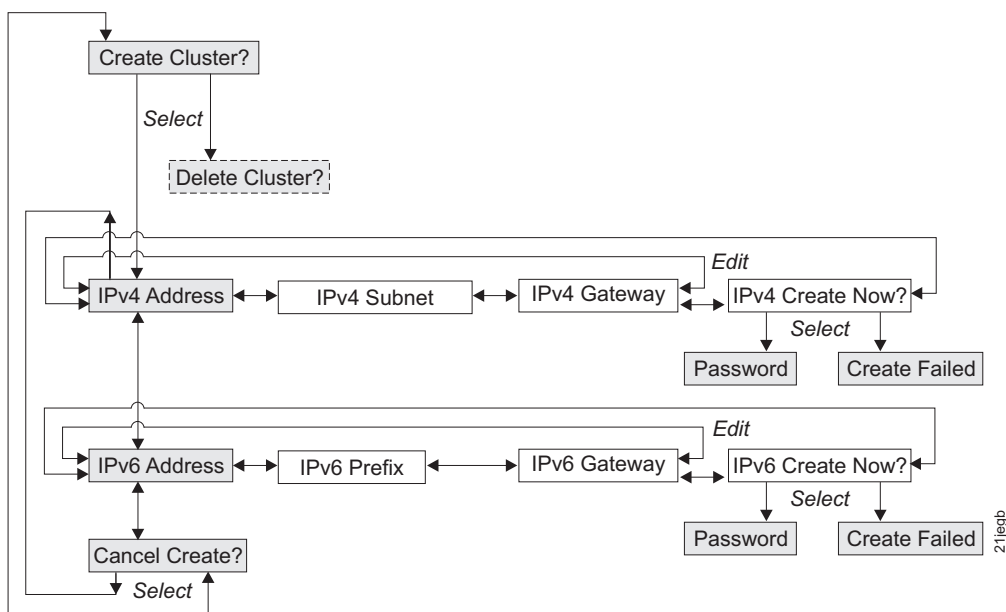 Create Cluster?
Select
Delete Cluster?
Edit
IPv4 Address
IPv4 Subnet
IPv4 Gateway
IPv4 Create Now?
Select
Password
Create Failed
Edit
IPv6 Address
IPv6 Prefix
IPv6 Gateway
IPv6 Create Now?
Select
Password
Create Failed
21jeqb
Cancel Create?
Select